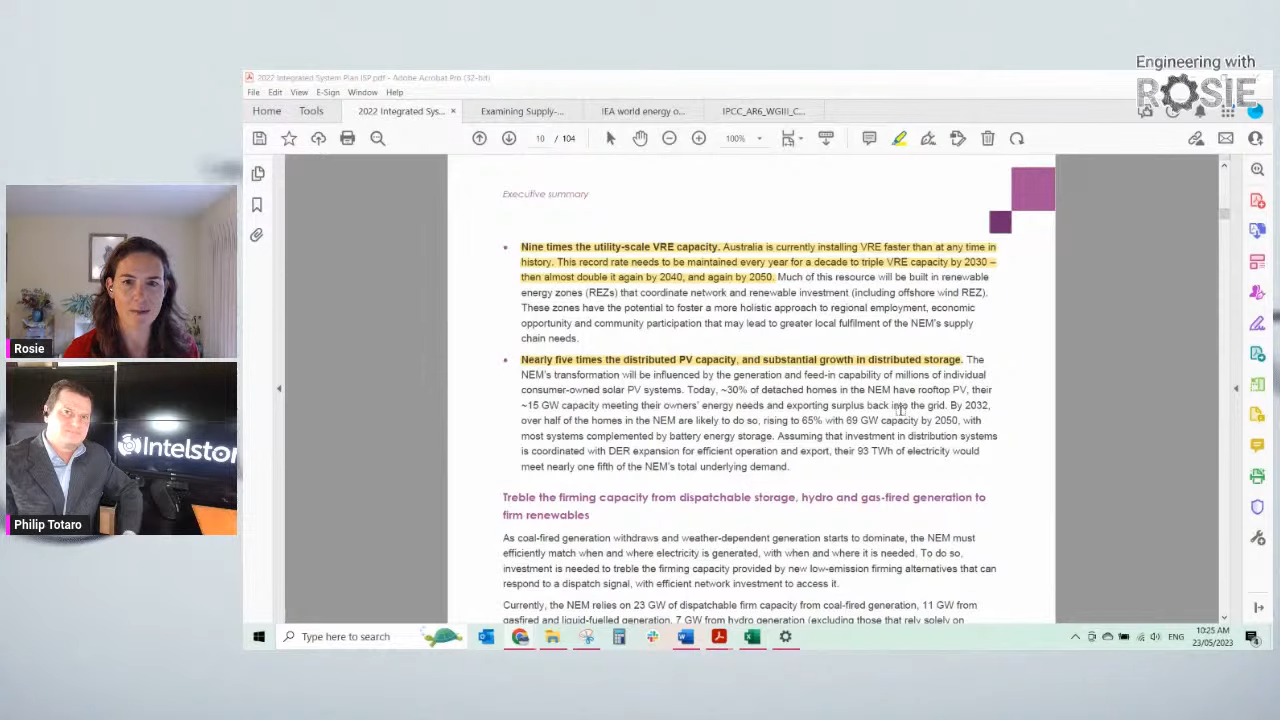 Engineering with
ROSIE
2022 Integrated System Plan ISP.pdf - Adobe Acrobat Pro (32-bit)
File Edit View E-Sign Window Help
Home Tools 2022 Integrated Sys... × Examining Supply-... IEA world energy o... IPCC_AR6_WGIII_C...
10 / 104 100%
Executive summary
• Nine times the utility-scale VRE capacity. Australia is currently installing VRE faster than at any time in
history. This record rate needs to be maintained every year for a decade to triple VRE capacity by 2030 –
then almost double it again by 2040, and again by 2050. Much of this resource will be built in renewable
energy zones (REZs) that coordinate network and renewable investment (including offshore wind REZ).
These zones have the potential to foster a more holistic approach to regional employment, economic
opportunity and community participation that may lead to greater local fulfilment of the NEM's supply
chain needs.
• Nearly five times the distributed PV capacity, and substantial growth in distributed storage. The
NEM's transformation will be influenced by the generation and feed-in capability of millions of individual
consumer-owned solar PV systems. Today, ~30% of detached homes in the NEM have rooftop PV, their
~15 GW capacity meeting their owners' energy needs and exporting surplus back into the grid. By 2032,
over half of the homes in the NEM are likely to do so, rising to 65% with 69 GW capacity by 2050, with
most systems complemented by battery energy storage. Assuming that investment in distribution systems
is coordinated with DER expansion for efficient operation and export, their 93 TWh of electricity would
meet nearly one fifth of the NEM's total underlying demand.
Treble the firming capacity from dispatchable storage, hydro and gas-fired generation to
firm renewables
As coal-fired generation withdraws and weather-dependent generation starts to dominate, the NEM must
efficiently match when and where electricity is generated, with when and where it is needed. To do so,
investment is needed to treble the firming capacity provided by new low-emission firming alternatives that can
respond to a dispatch signal, with efficient network investment to access it.
Currently, the NEM relies on 23 GW of dispatchable firm capacity from coal-fired generation, 11 GW from
gasfired and liquid-fuelled generation, 7 GW from hydro generation (excluding those that rely solely on
Rosie
Intelstor
Philip Totaro
Type here to search
ENG
10:25 AM
23/05/2023